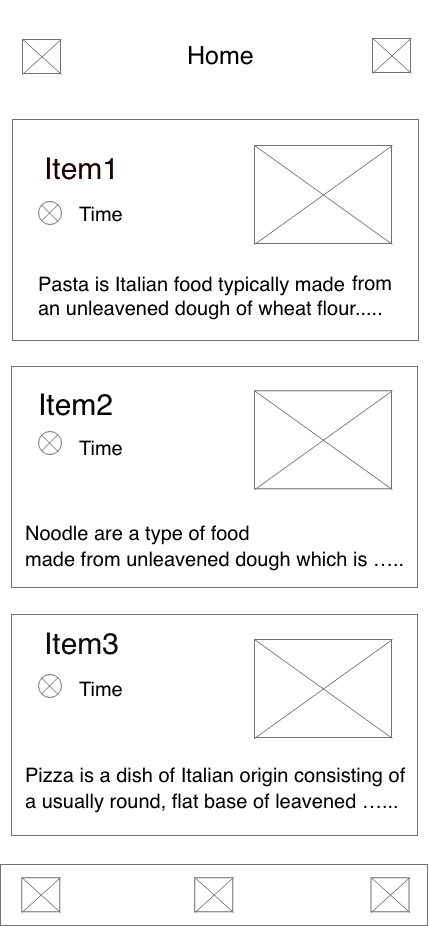 Home
Item1
Time
Pasta is Italian food typically made from
an unleavened dough of wheat flour.....
Item2
Time
Noodle are a type of food
made from unleavened dough which is …..
Item3
Time
Pizza is a dish of Italian origin consisting of
a usually round, flat base of leavened …...